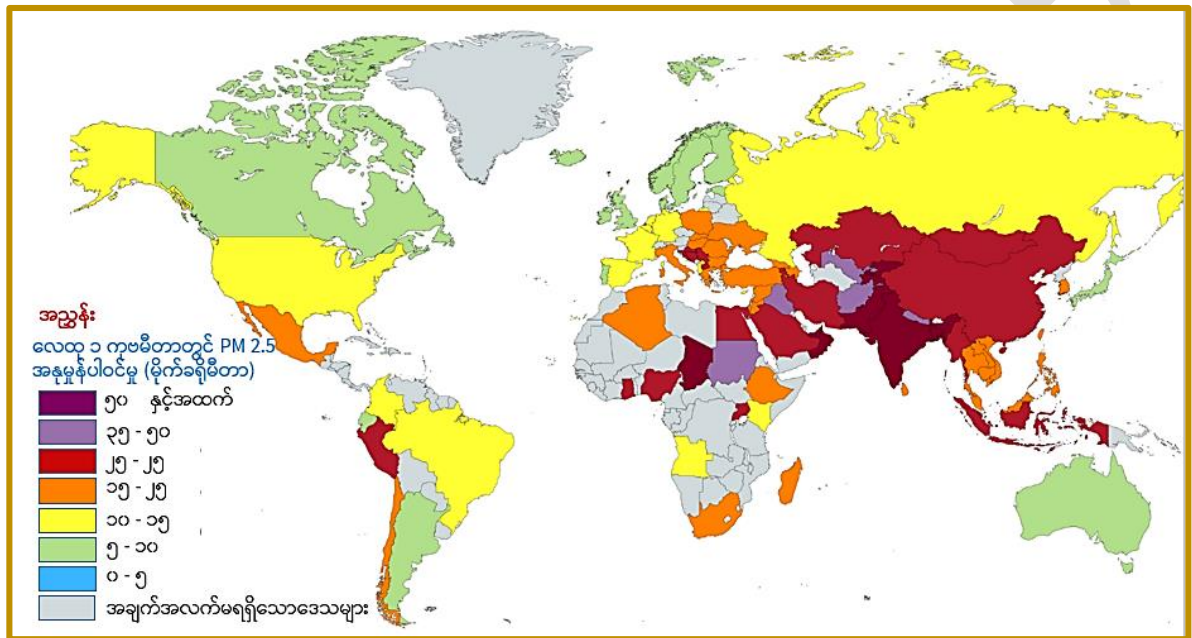 အညွှန်း
လေထု ၁ ကုဗမီတာတွင် PM 2.5
အနုမှုန်ပါဝင်မှု (မိုက်ခရိုမီတာ)
၅၀ နှင့်အထက်
၃၅ - ၅၀
၂၅ - ၂၅
၁၅ - ၂၅
၁၀ - ၁၅
၅ - ၁၀
၀ - ၅
အချက်အလက်မရရှိသောဒေသများ